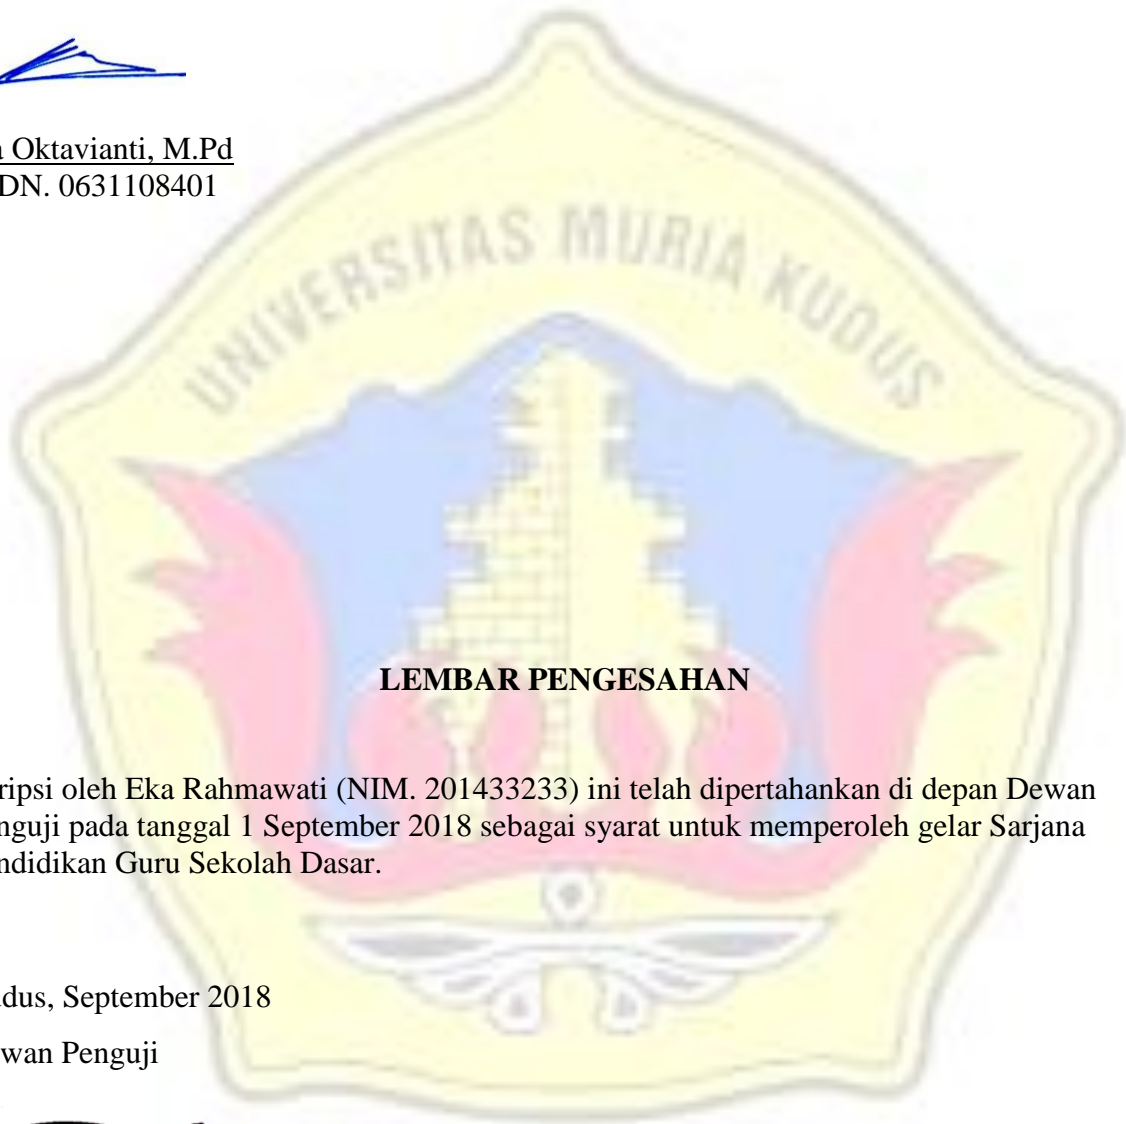 a Oktavianti, M.Pd
DN. 0631108401
UNIVERSITAS MURIA KUDUS
LEMBAR PENGESAHAN
ripsi oleh Eka Rahmawati (NIM. 201433233) ini telah dipertahankan di depan Dewan
nguji pada tanggal 1 September 2018 sebagai syarat untuk memperoleh gelar Sarjana
ndidikan Guru Sekolah Dasar.
dus, September 2018
wan Penguji